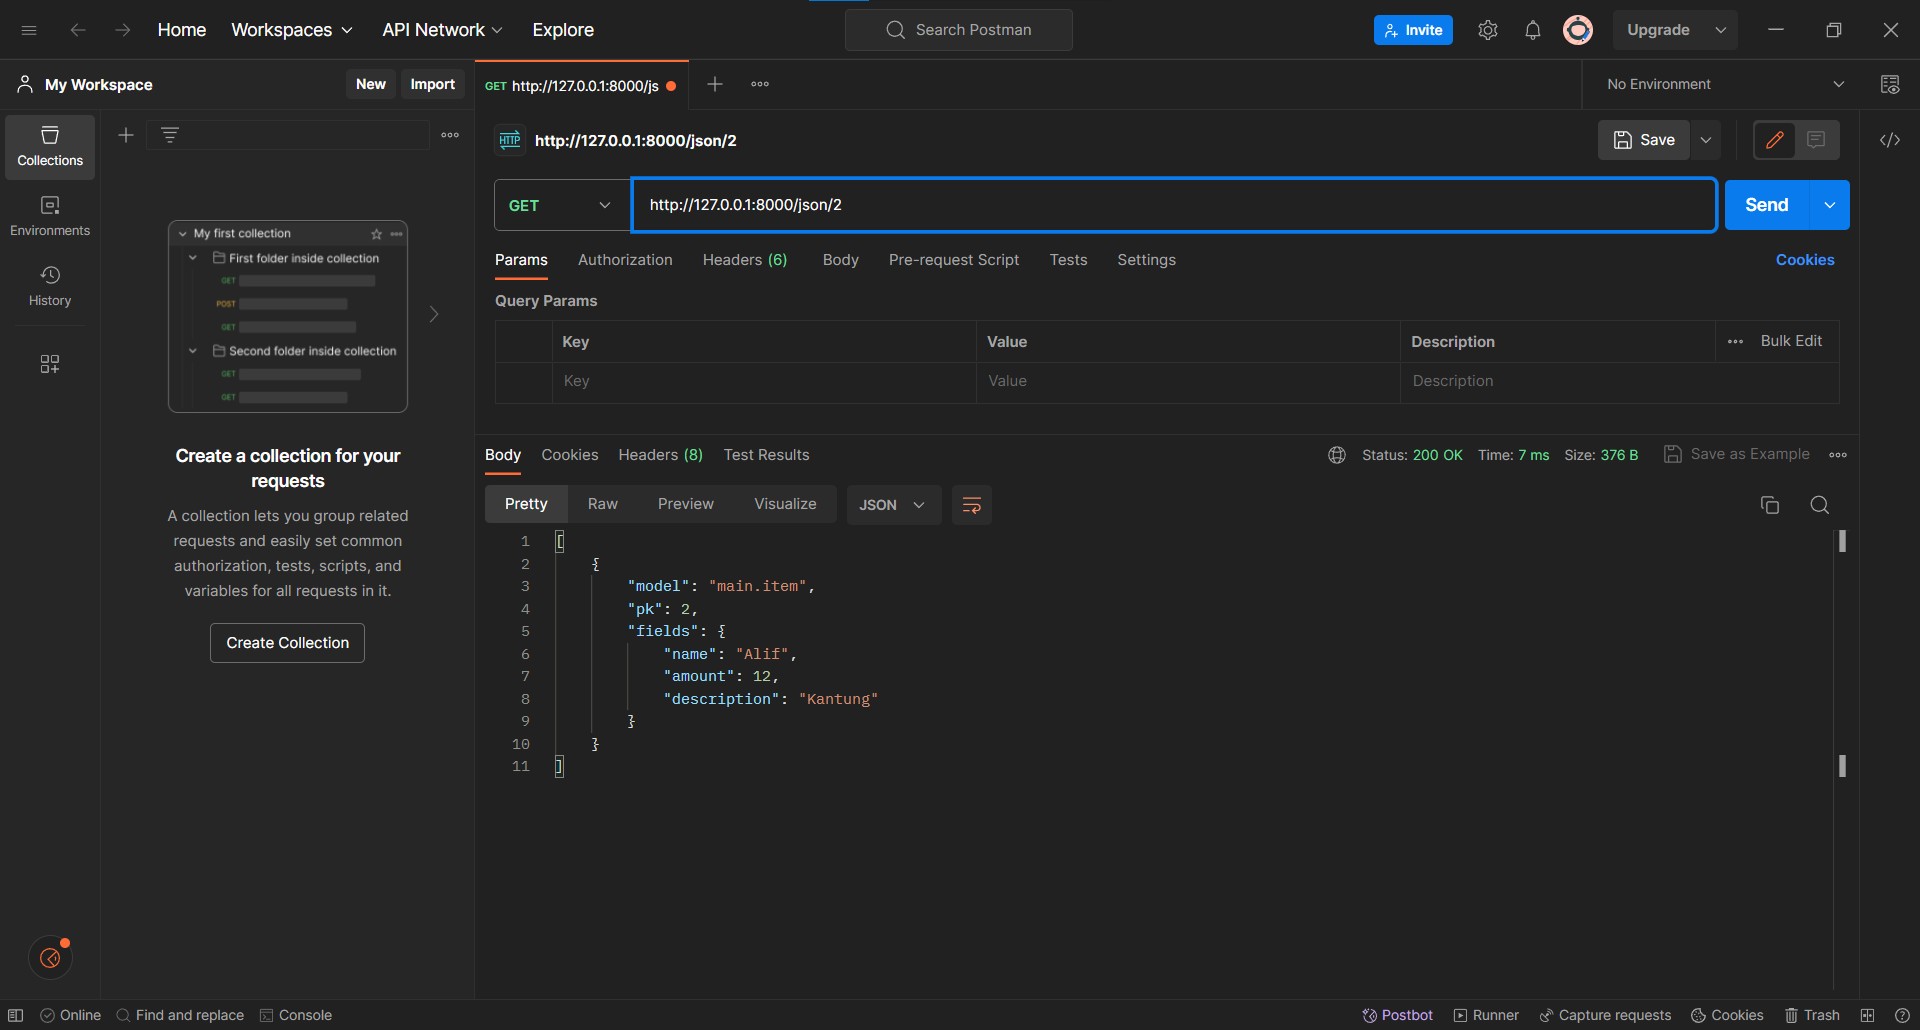 Home Workspaces API Network Explore Search Postman Invite Upgrade
My Workspace New Import GET http://127.0.0.1:8000/js No Environment
Collections
Environments
History
My first collection
First folder inside collection
GET
POST
GET
Second folder inside collection
GET
GET
Create a collection for your
requests
A collection lets you group related
requests and easily set common
authorization, tests, scripts, and
variables for all requests in it.
Create Collection
HTTP http://127.0.0.1:8000/json/2 Save
GET http://127.0.0.1:8000/json/2 Send
Params Authorization Headers (6) Body Pre-request Script Tests Settings Cookies
Query Params
Key Value Description Bulk Edit
Key Value Description
Body Cookies Headers (8) Test Results Status: 200 OK Time: 7 ms Size: 376 B Save as Example
Pretty Raw Preview Visualize JSON
1 [
2 {
3 "model": "main.item",
4 "pk": 2,
5 "fields": {
6 "name": "Alif",
7 "amount": 12,
8 "description": "Kantung"
9 }
10 }
11 ]
Online Find and replace Console Postbot Runner Capture requests Cookies Trash